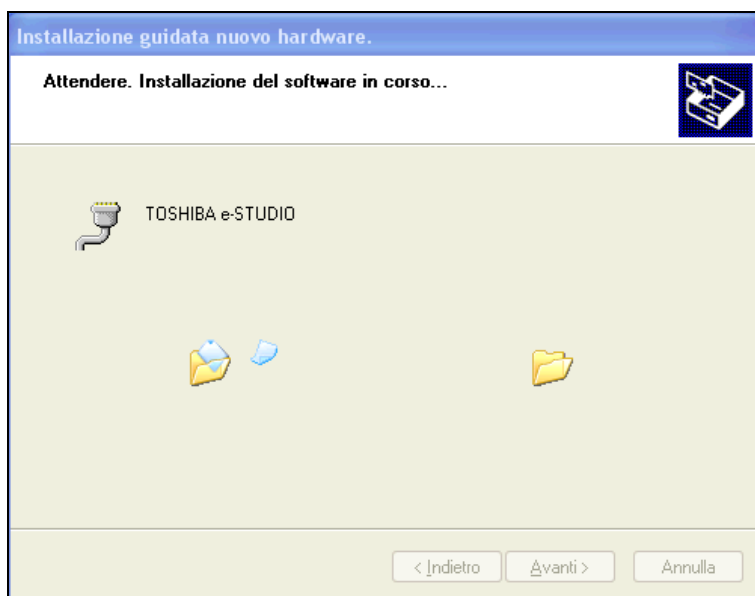 Installazione guidata nuovo hardware.
Attendere. Installazione del software in corso...
TOSHIBA e-STUDIO
< Indietro
Avanti >
Annulla